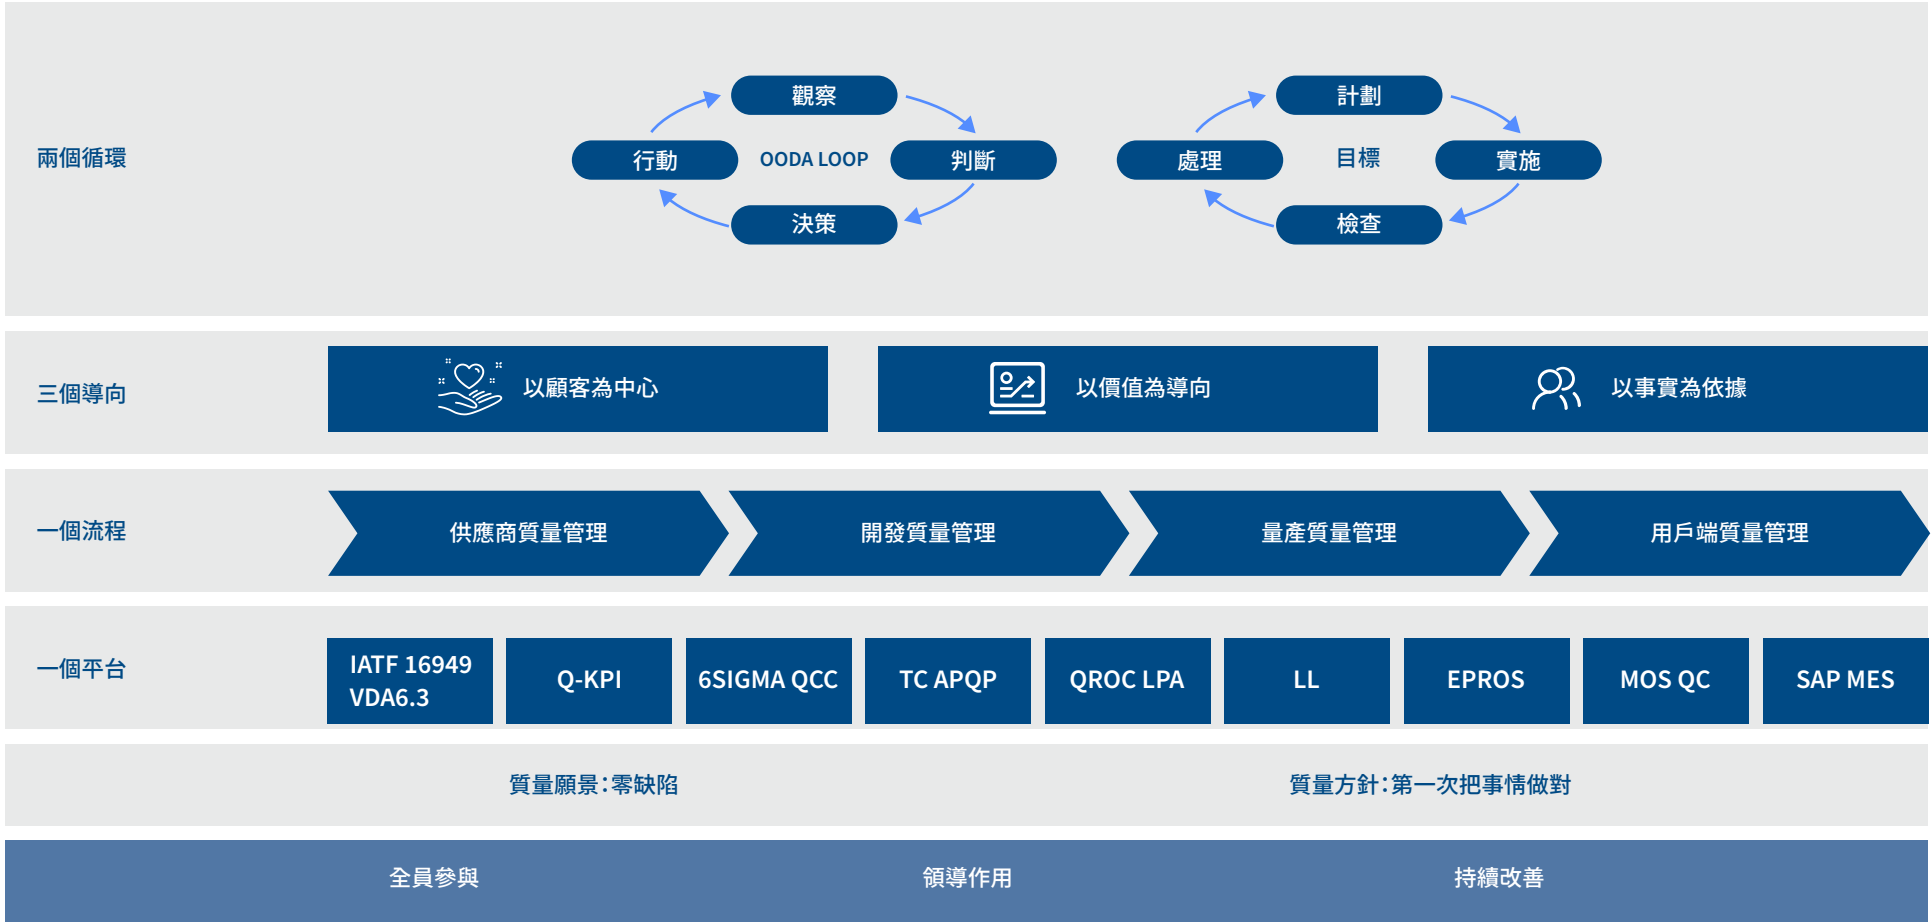 兩個循環
觀察
行動
OODA LOOP
判斷
決策
計劃
處理
目標
實施
檢查
三個導向
以顧客為中心
以價值為導向
以事實為依據
一個流程
供應商質量管理
開發質量管理
量產質量管理
用戶端質量管理
一個平台
IATF 16949
VDA6.3
Q-KPI
6SIGMA QCC
TC APQP
QROC LPA
LL
EPROS
MOS QC
SAP MES
質量願景：零缺陷
質量方針：第一次把事情做對
全員參與
領導作用
持續改善